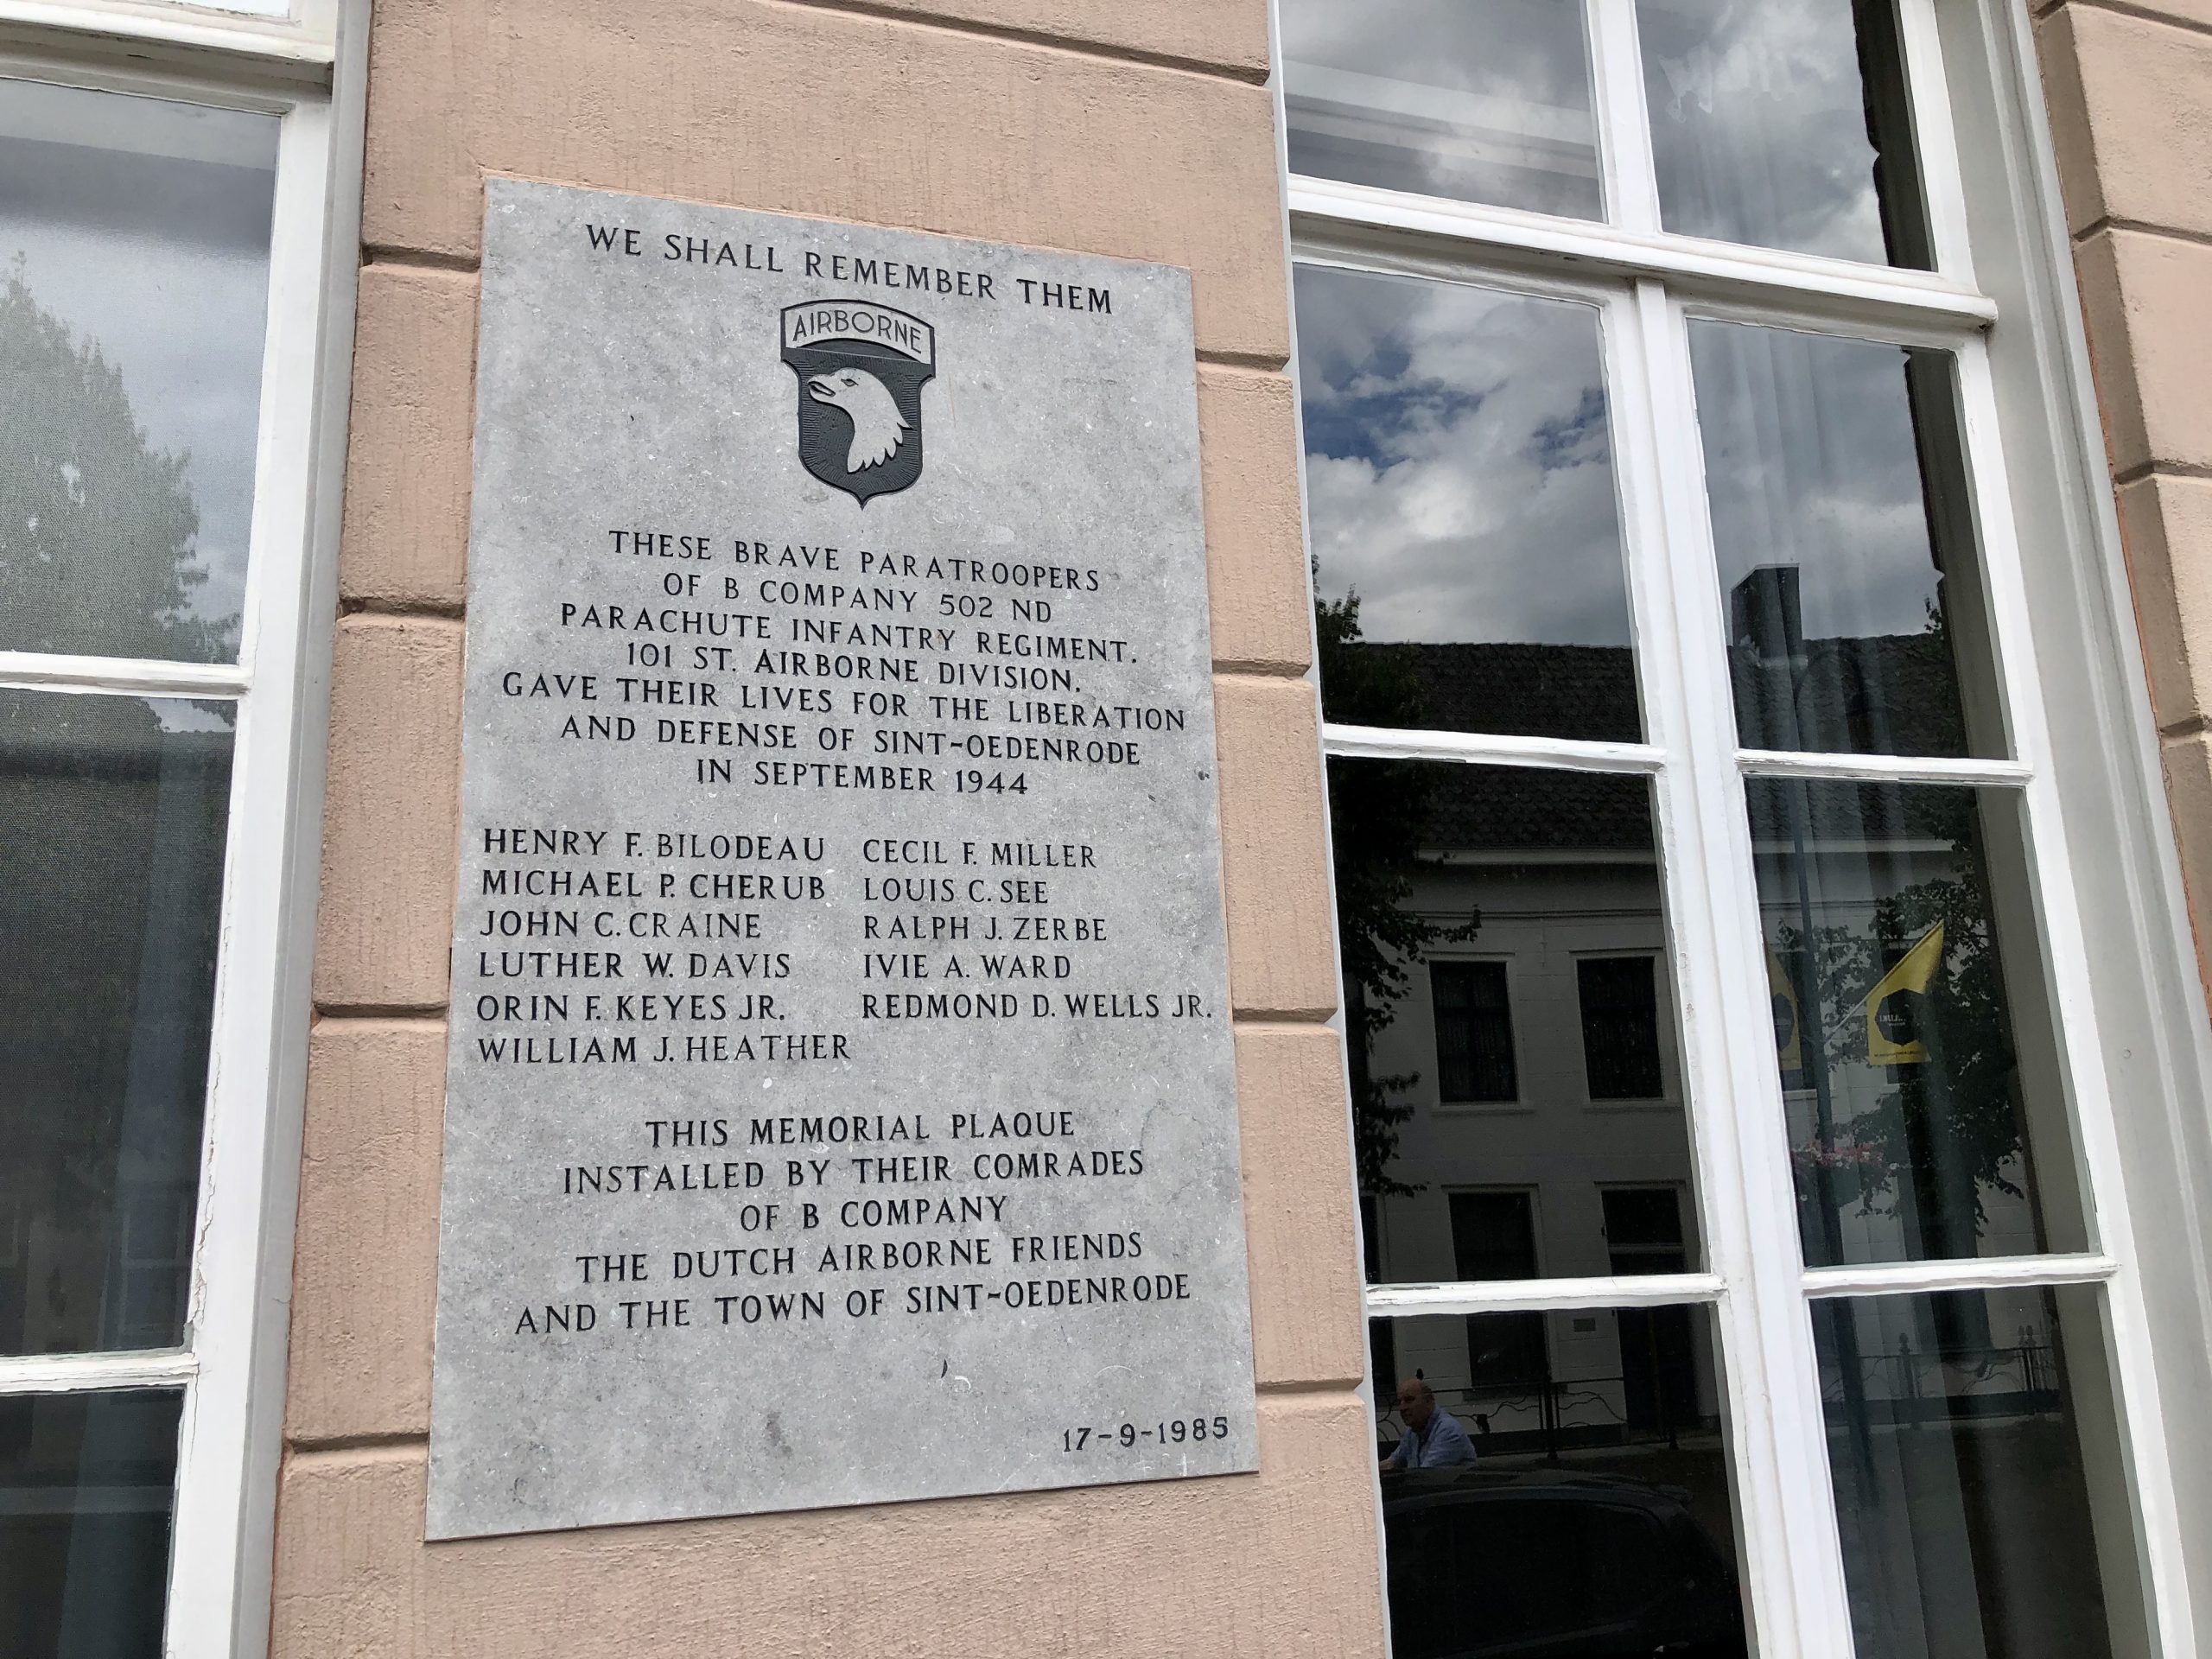 WE SHALL REMEMBER THEM
AIRBORNE
THESE BRAVE PARATROOPERS
OF B COMPANY 502 ND
PARACHUTE INFANTRY REGIMENT.
101 ST. AIRBORNE DIVISION.
GAVE THEIR LIVES FOR THE LIBERATION
AND DEFENSE OF SINT-OEDENRODE
IN SEPTEMBER 1944
HENRY F. BILODEAU
MICHAEL P. CHERUB
JOHN C. CRAINE
LUTHER W. DAVIS
ORIN F. KEYES JR.
WILLIAM J. HEATHER
CECIL F. MILLER
LOUIS C. SEE
RALPH J. ZERBE
IVIE A. WARD
REDMOND D. WELLS JR.
THIS MEMORIAL PLAQUE
INSTALLED BY THEIR COMRADES
OF B COMPANY
THE DUTCH AIRBORNE FRIENDS
AND THE TOWN OF SINT-OEDENRODE
17-9-1985